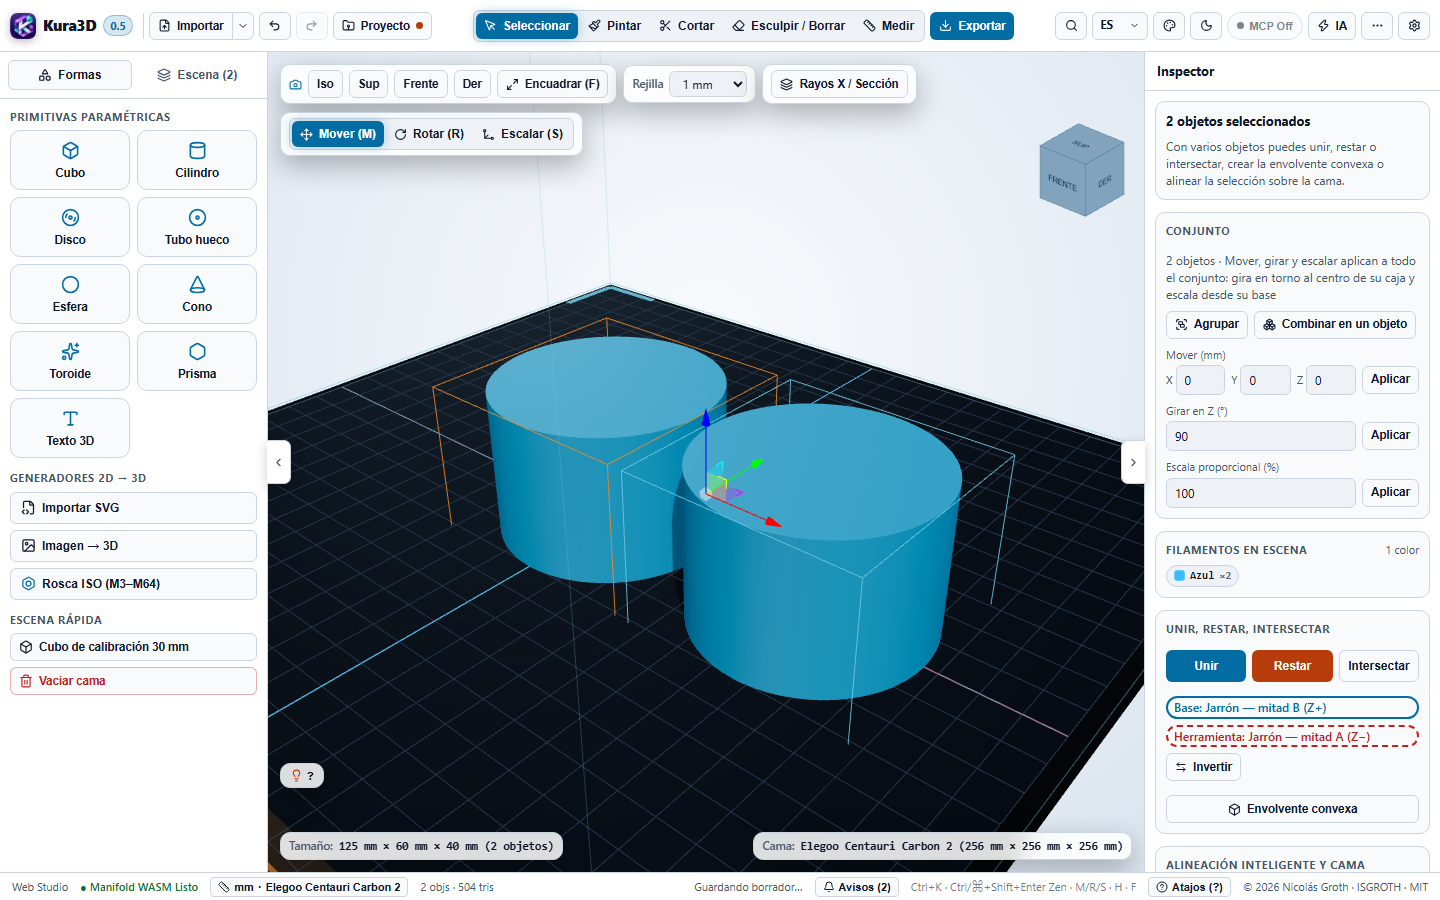 Kura3D 0.5 Importar Proyecto Seleccionar Pintar Cortar Esculpir / Borrar Medir Exportar ES MCP Off IA
Formas Escena (2)
PRIMITIVAS PARAMÉTRICAS
Cubo Cilindro
Disco Tubo hueco
Esfera Cono
Toroide Prisma
Texto 3D
GENERADORES 2D → 3D
Importar SVG
Imagen → 3D
Rosca ISO (M3–M64)
ESCENA RÁPIDA
Cubo de calibración 30 mm
Vaciar cama
Iso Sup Frente Der Encuadrar (F) Rejilla 1 mm Rayos X / Sección
Mover (M) Rotar (R) Escalar (S)
SUP
FRENTE DER
?
Tamaño: 125 mm × 60 mm × 40 mm (2 objetos)
Cama: Elegoo Centauri Carbon 2 (256 mm × 256 mm × 256 mm)
Inspector
2 objetos seleccionados
Con varios objetos puedes unir, restar o
intersectar, crear la envolvente convexa o
alinear la selección sobre la cama.
CONJUNTO
2 objetos · Mover, girar y escalar aplican a todo
el conjunto: gira en torno al centro de su caja y
escala desde su base
Agrupar Combinar en un objeto
Mover (mm)
X 0 Y 0 Z 0 Aplicar
Girar en Z (°)
90 Aplicar
Escala proporcional (%)
100 Aplicar
FILAMENTOS EN ESCENA 1 color
Azul ×2
UNIR, RESTAR, INTERSECTAR
Unir Restar Intersectar
Base: Jarrón — mitad B (Z+)
Herramienta: Jarrón — mitad A (Z−)
Invertir
Envolvente convexa
ALINEACIÓN INTELIGENTE Y CAMA
Web Studio ● Manifold WASM Listo mm · Elegoo Centauri Carbon 2 2 objs · 504 tris Guardando borrador... Avisos (2) Ctrl+K · Ctrl/⌘+Shift+Enter Zen · M/R/S · H · F Atajos (?) © 2026 Nicolás Groth · ISGROTH · MIT